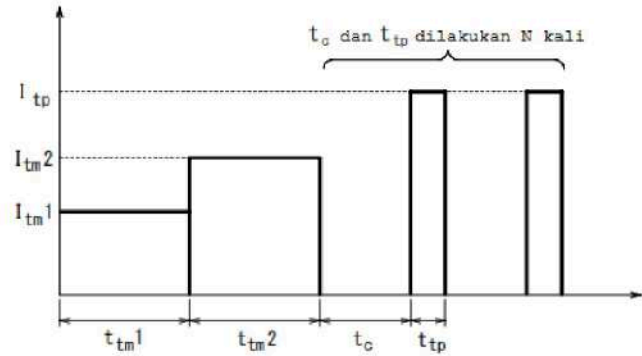 t_c dan t_tp dilakukan N kali
I_tp
I_tm2
I_tm1
t_tm1 t_tm2 t_c t_tp